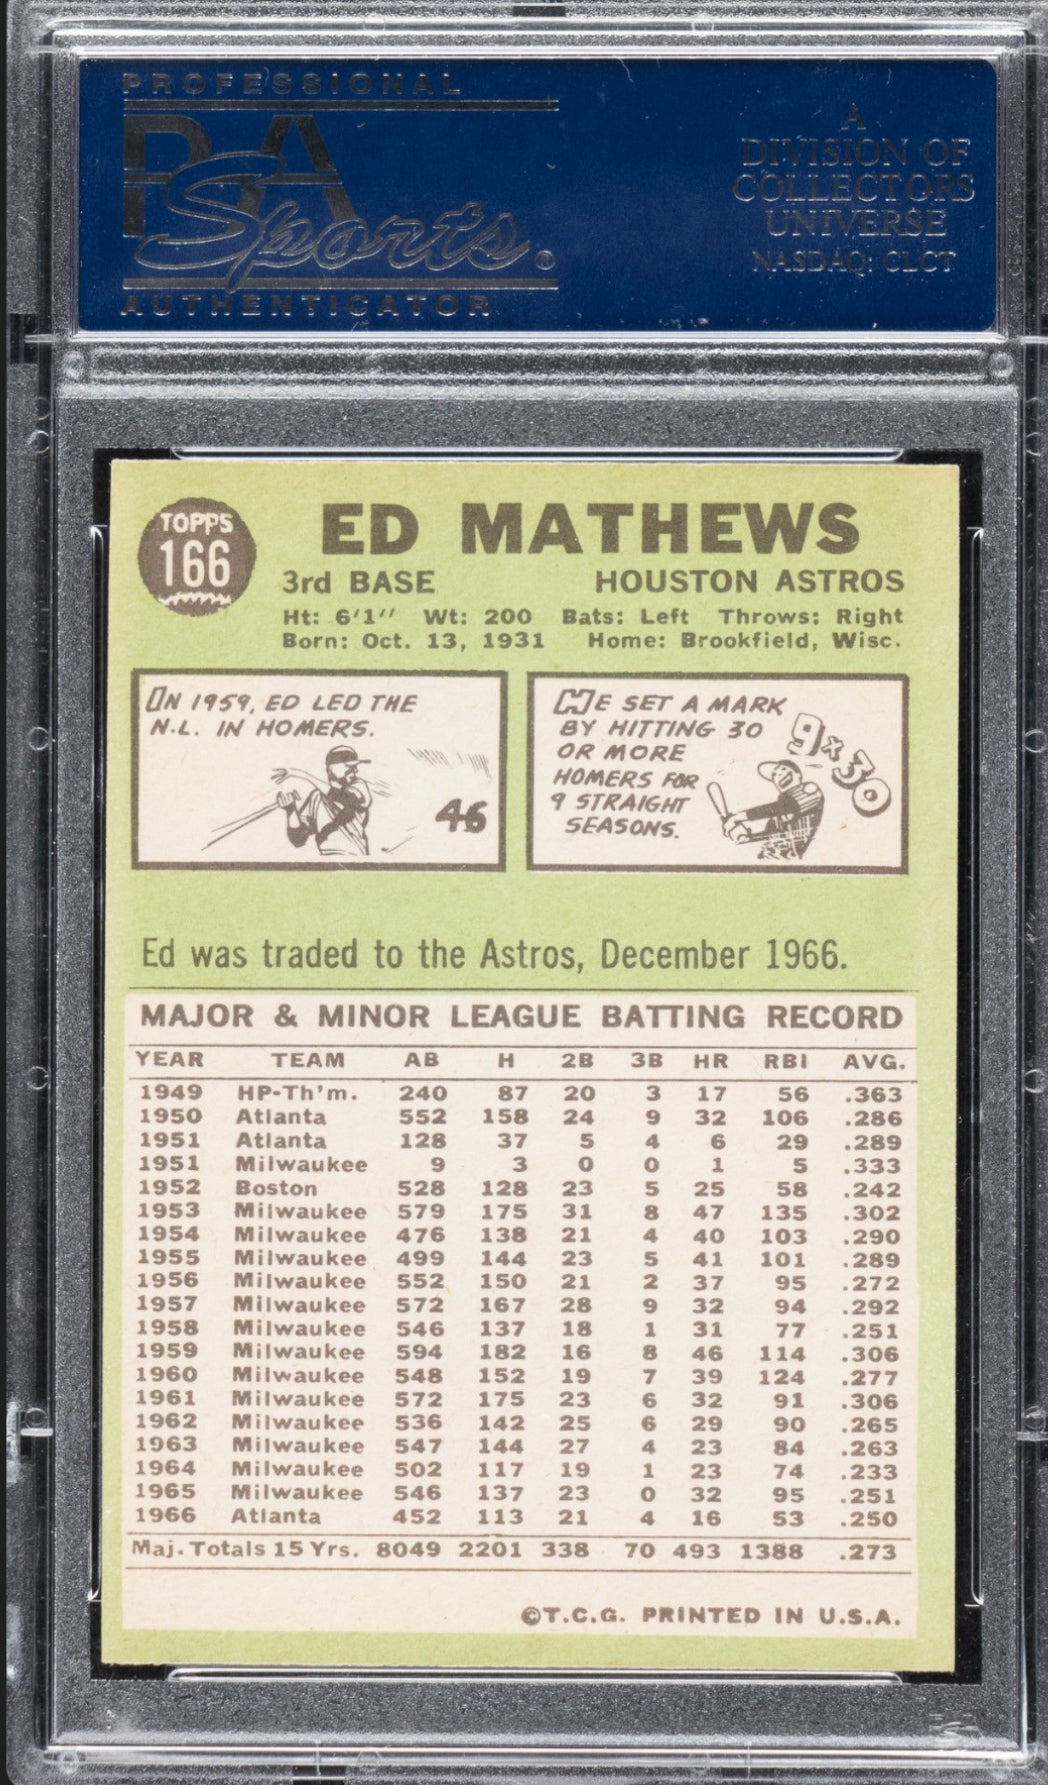 PROFESSIONAL
PSA
Sports®
AUTHENTICATOR
A
DIVISION OF
COLLECTORS
UNIVERSE
NASDAQ: CLCT
TOPPS
166
ED MATHEWS
3rd BASE HOUSTON ASTROS
Ht: 6'1" Wt: 200 Bats: Left Throws: Right
Born: Oct. 13, 1931 Home: Brookfield, Wisc.
IN 1959, ED LED THE
N.L. IN HOMERS.
46
HE SET A MARK
BY HITTING 30
OR MORE
HOMERS FOR
9 STRAIGHT
SEASONS.
9x30
Ed was traded to the Astros, December 1966.
MAJOR & MINOR LEAGUE BATTING RECORD
YEAR TEAM AB H 2B 3B HR RBI AVG.
1949 HP-Th'm. 240 87 20 3 17 56 .363
1950 Atlanta 552 158 24 9 32 106 .286
1951 Atlanta 128 37 5 4 6 29 .289
1951 Milwaukee 9 3 0 0 1 5 .333
1952 Boston 528 128 23 5 25 58 .242
1953 Milwaukee 579 175 31 8 47 135 .302
1954 Milwaukee 476 138 21 4 40 103 .290
1955 Milwaukee 499 144 23 5 41 101 .289
1956 Milwaukee 552 150 21 2 37 95 .272
1957 Milwaukee 572 167 28 9 32 94 .292
1958 Milwaukee 546 137 18 1 31 77 .251
1959 Milwaukee 594 182 16 8 46 114 .306
1960 Milwaukee 548 152 19 7 39 124 .277
1961 Milwaukee 572 175 23 6 32 91 .306
1962 Milwaukee 536 142 25 6 29 90 .265
1963 Milwaukee 547 144 27 4 23 84 .263
1964 Milwaukee 502 117 19 1 23 74 .233
1965 Milwaukee 546 137 23 0 32 95 .251
1966 Atlanta 452 113 21 4 16 53 .250
Maj. Totals 15 Yrs. 8049 2201 338 70 493 1388 .273
©T.C.G. PRINTED IN U.S.A.